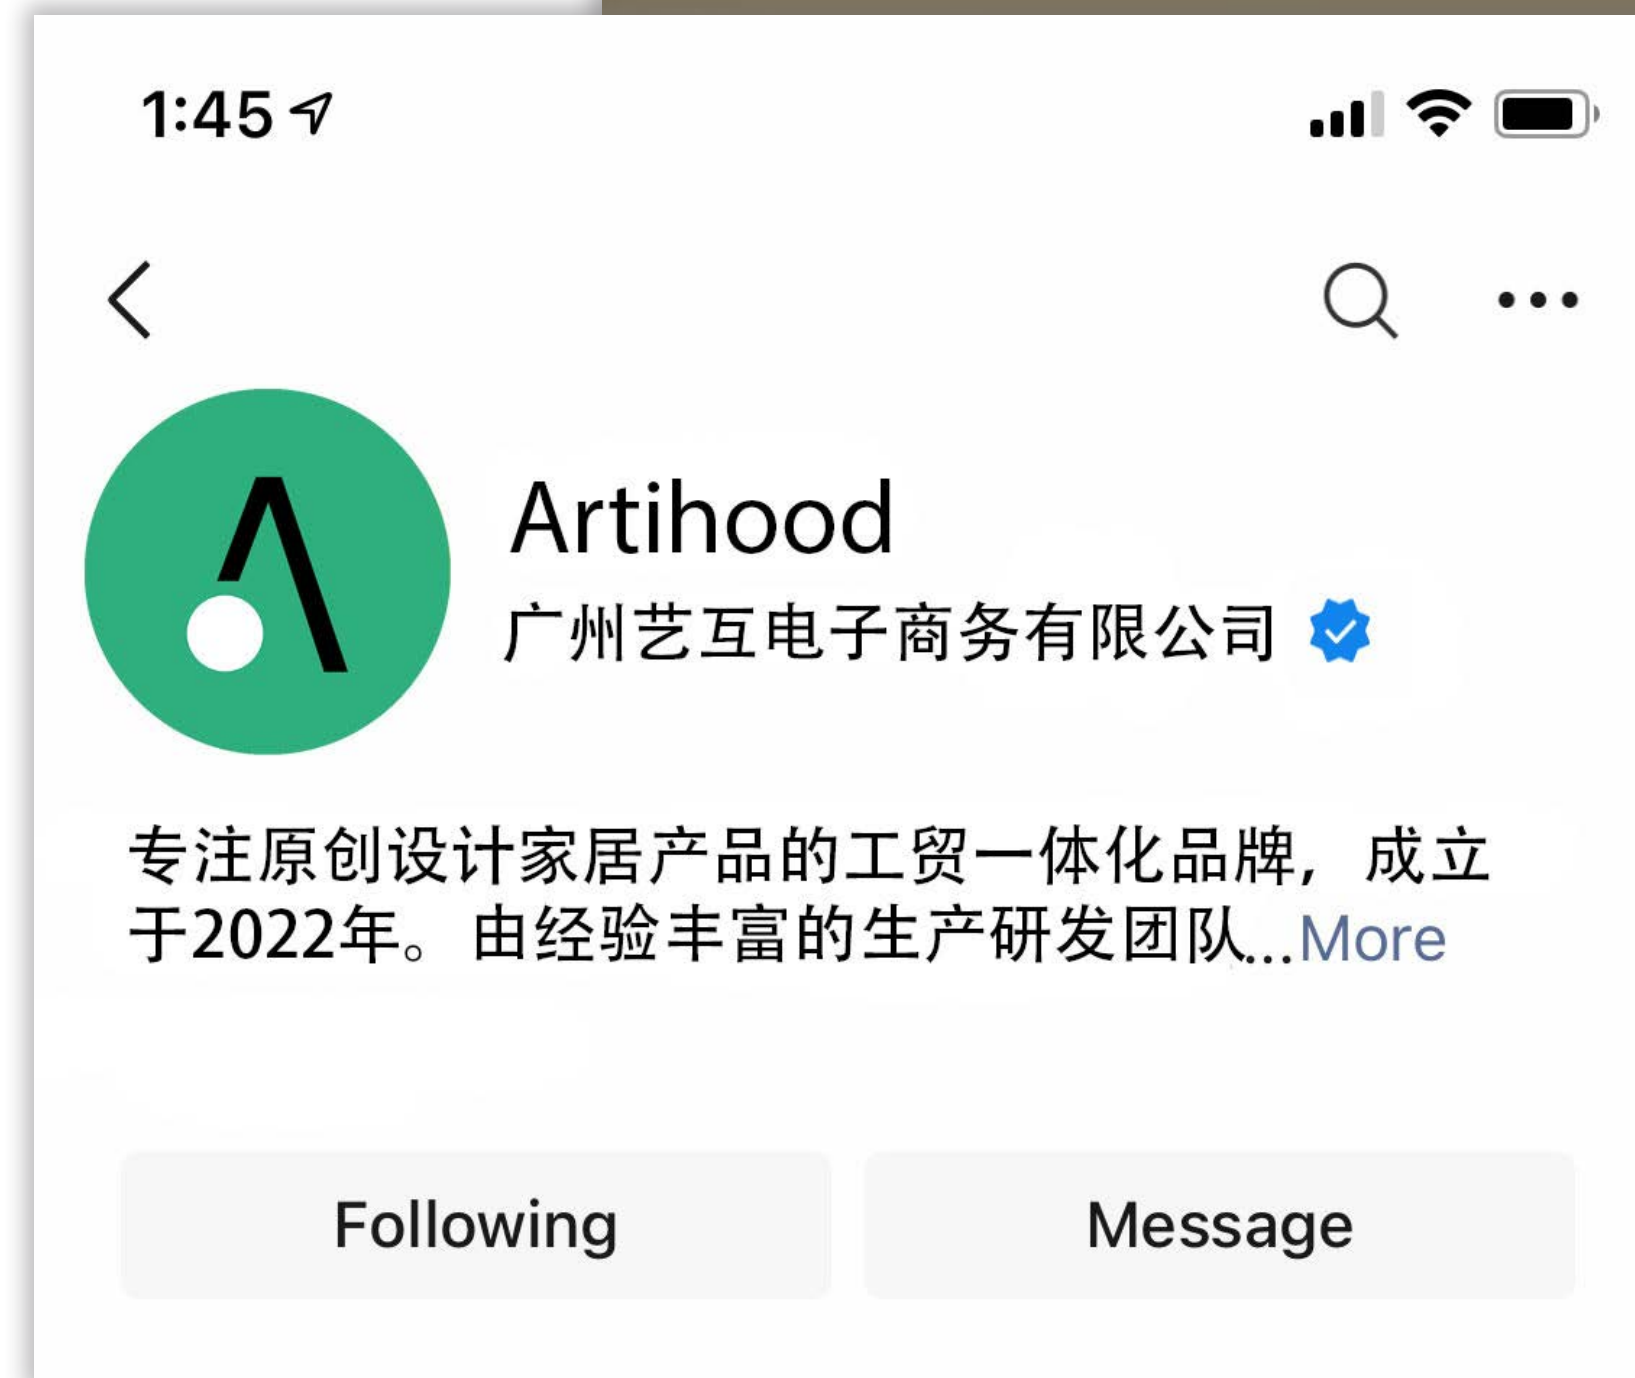 1:45
Artihood
广州艺互电子商务有限公司
专注原创设计家居产品的工贸一体化品牌，成立
于2022年。由经验丰富的生产研发团队...More
Following
Message